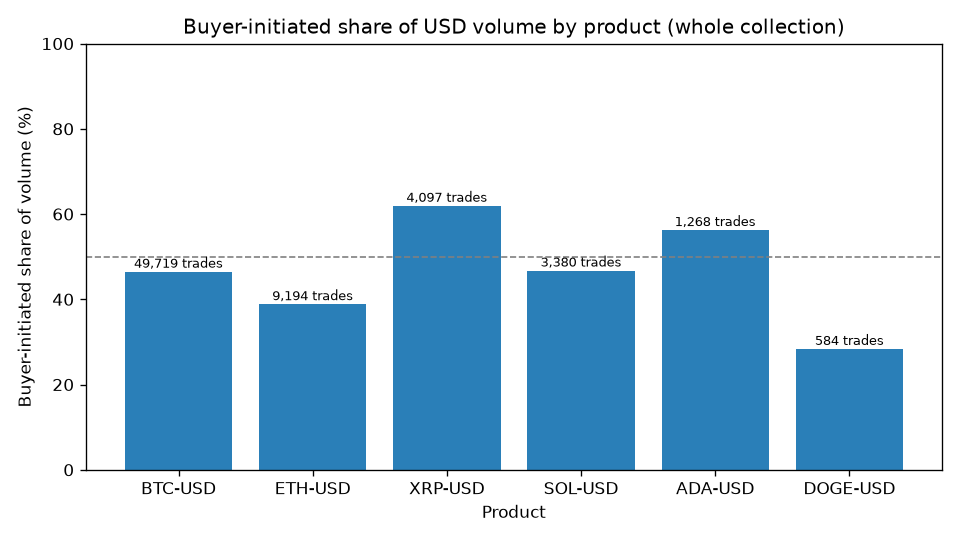 Buyer-initiated share of USD volume by product (whole collection)
Buyer-initiated share of volume (%)
100
80
60
40
20
0
49,719 trades
9,194 trades
4,097 trades
3,380 trades
1,268 trades
584 trades
BTC-USD
ETH-USD
XRP-USD
SOL-USD
ADA-USD
DOGE-USD
Product